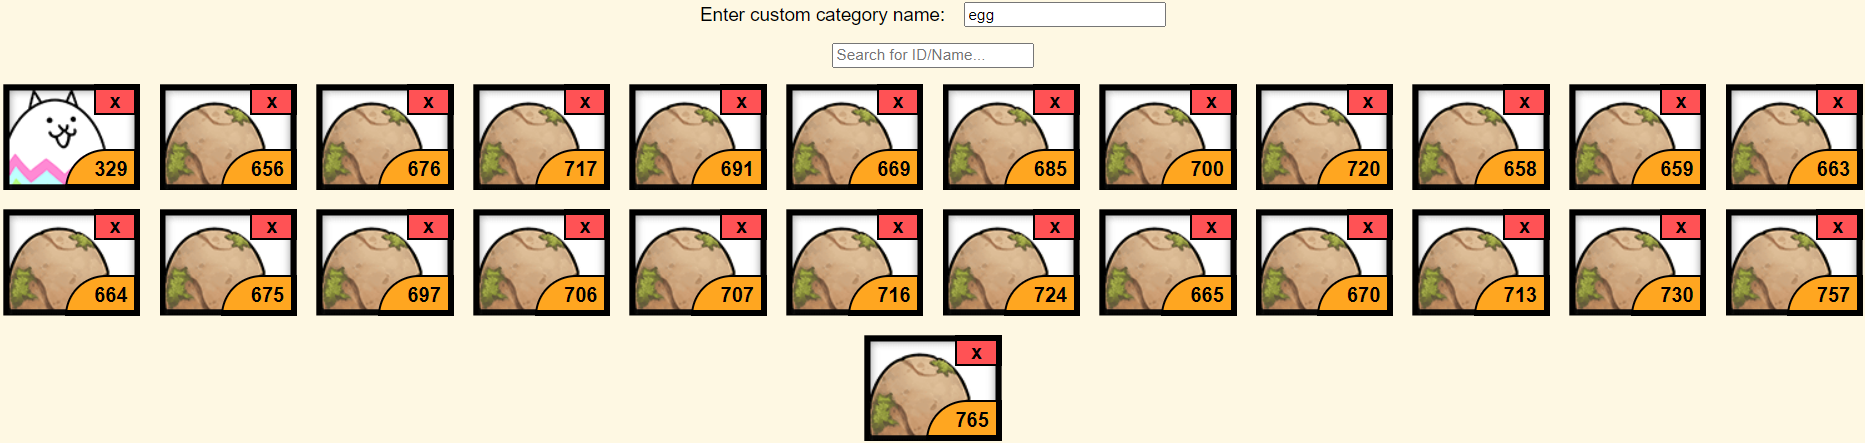 Enter custom category name: egg
Search for ID/Name...
x x x x x x x x x x x x
329 656 676 717 691 669 685 700 720 658 659 663
x x x x x x x x x x x x
664 675 697 706 707 716 724 665 670 713 730 757
x
765